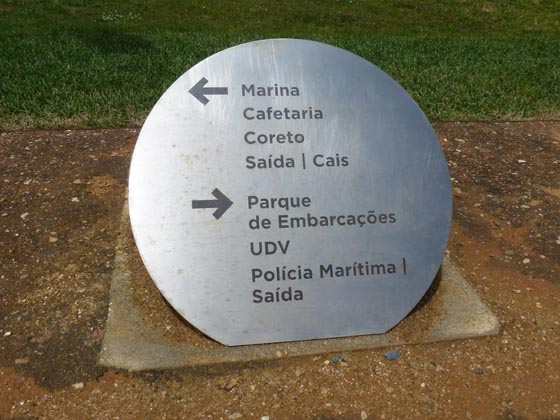 Marina
Cafetaria
Coreto
Saída | Cais
Parque
de Embarcações
UDV
Polícia Marítima |
Saída